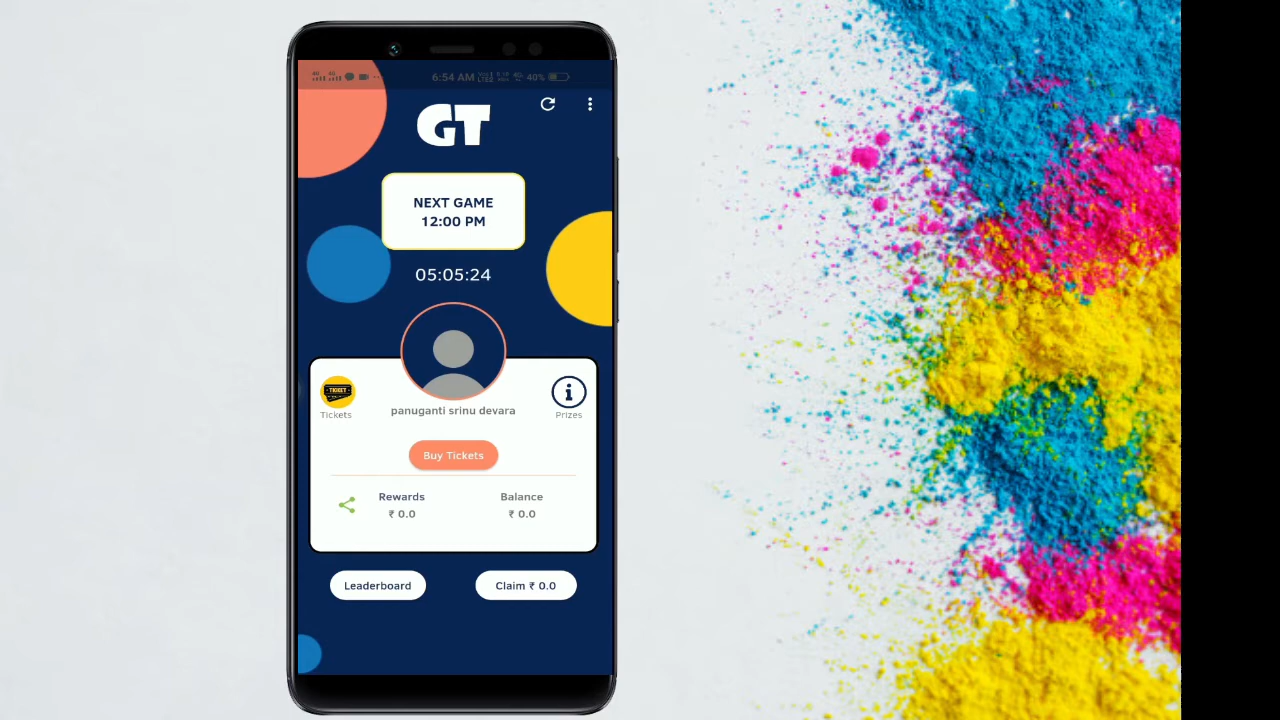 6:54 AM
40%
GT
NEXT GAME
12:00 PM
05:05:24
TICKET
Tickets
panuganti srinu devara
Prizes
Buy Tickets
Rewards
Balance
₹ 0.0
₹ 0.0
Leaderboard
Claim ₹ 0.0